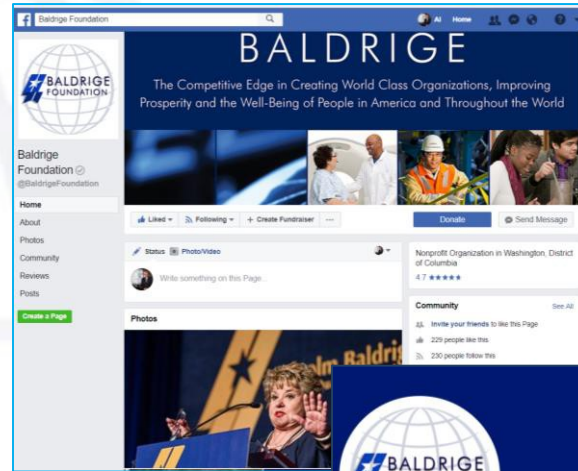 Baldrige Foundation
Al Home
BALDRIGE
The Competitive Edge in Creating World Class Organizations, Improving
Prosperity and the Well-Being of People in America and Throughout the World
BALDRIGE
FOUNDATION
Baldrige
Foundation
@BaldrigeFoundation
Home
About
Photos
Community
Reviews
Posts
Create a Page
Liked
Following
+ Create Fundraiser
...
Donate
Send Message
Status
Photo/Video
Write something on this Page...
Nonprofit Organization in Washington, District
of Columbia
4.7 ★★★★★
Community
See All
Invite your friends to like this Page
229 people like this
230 people follow this
Photos
lm Baldrig
BALDRIGE